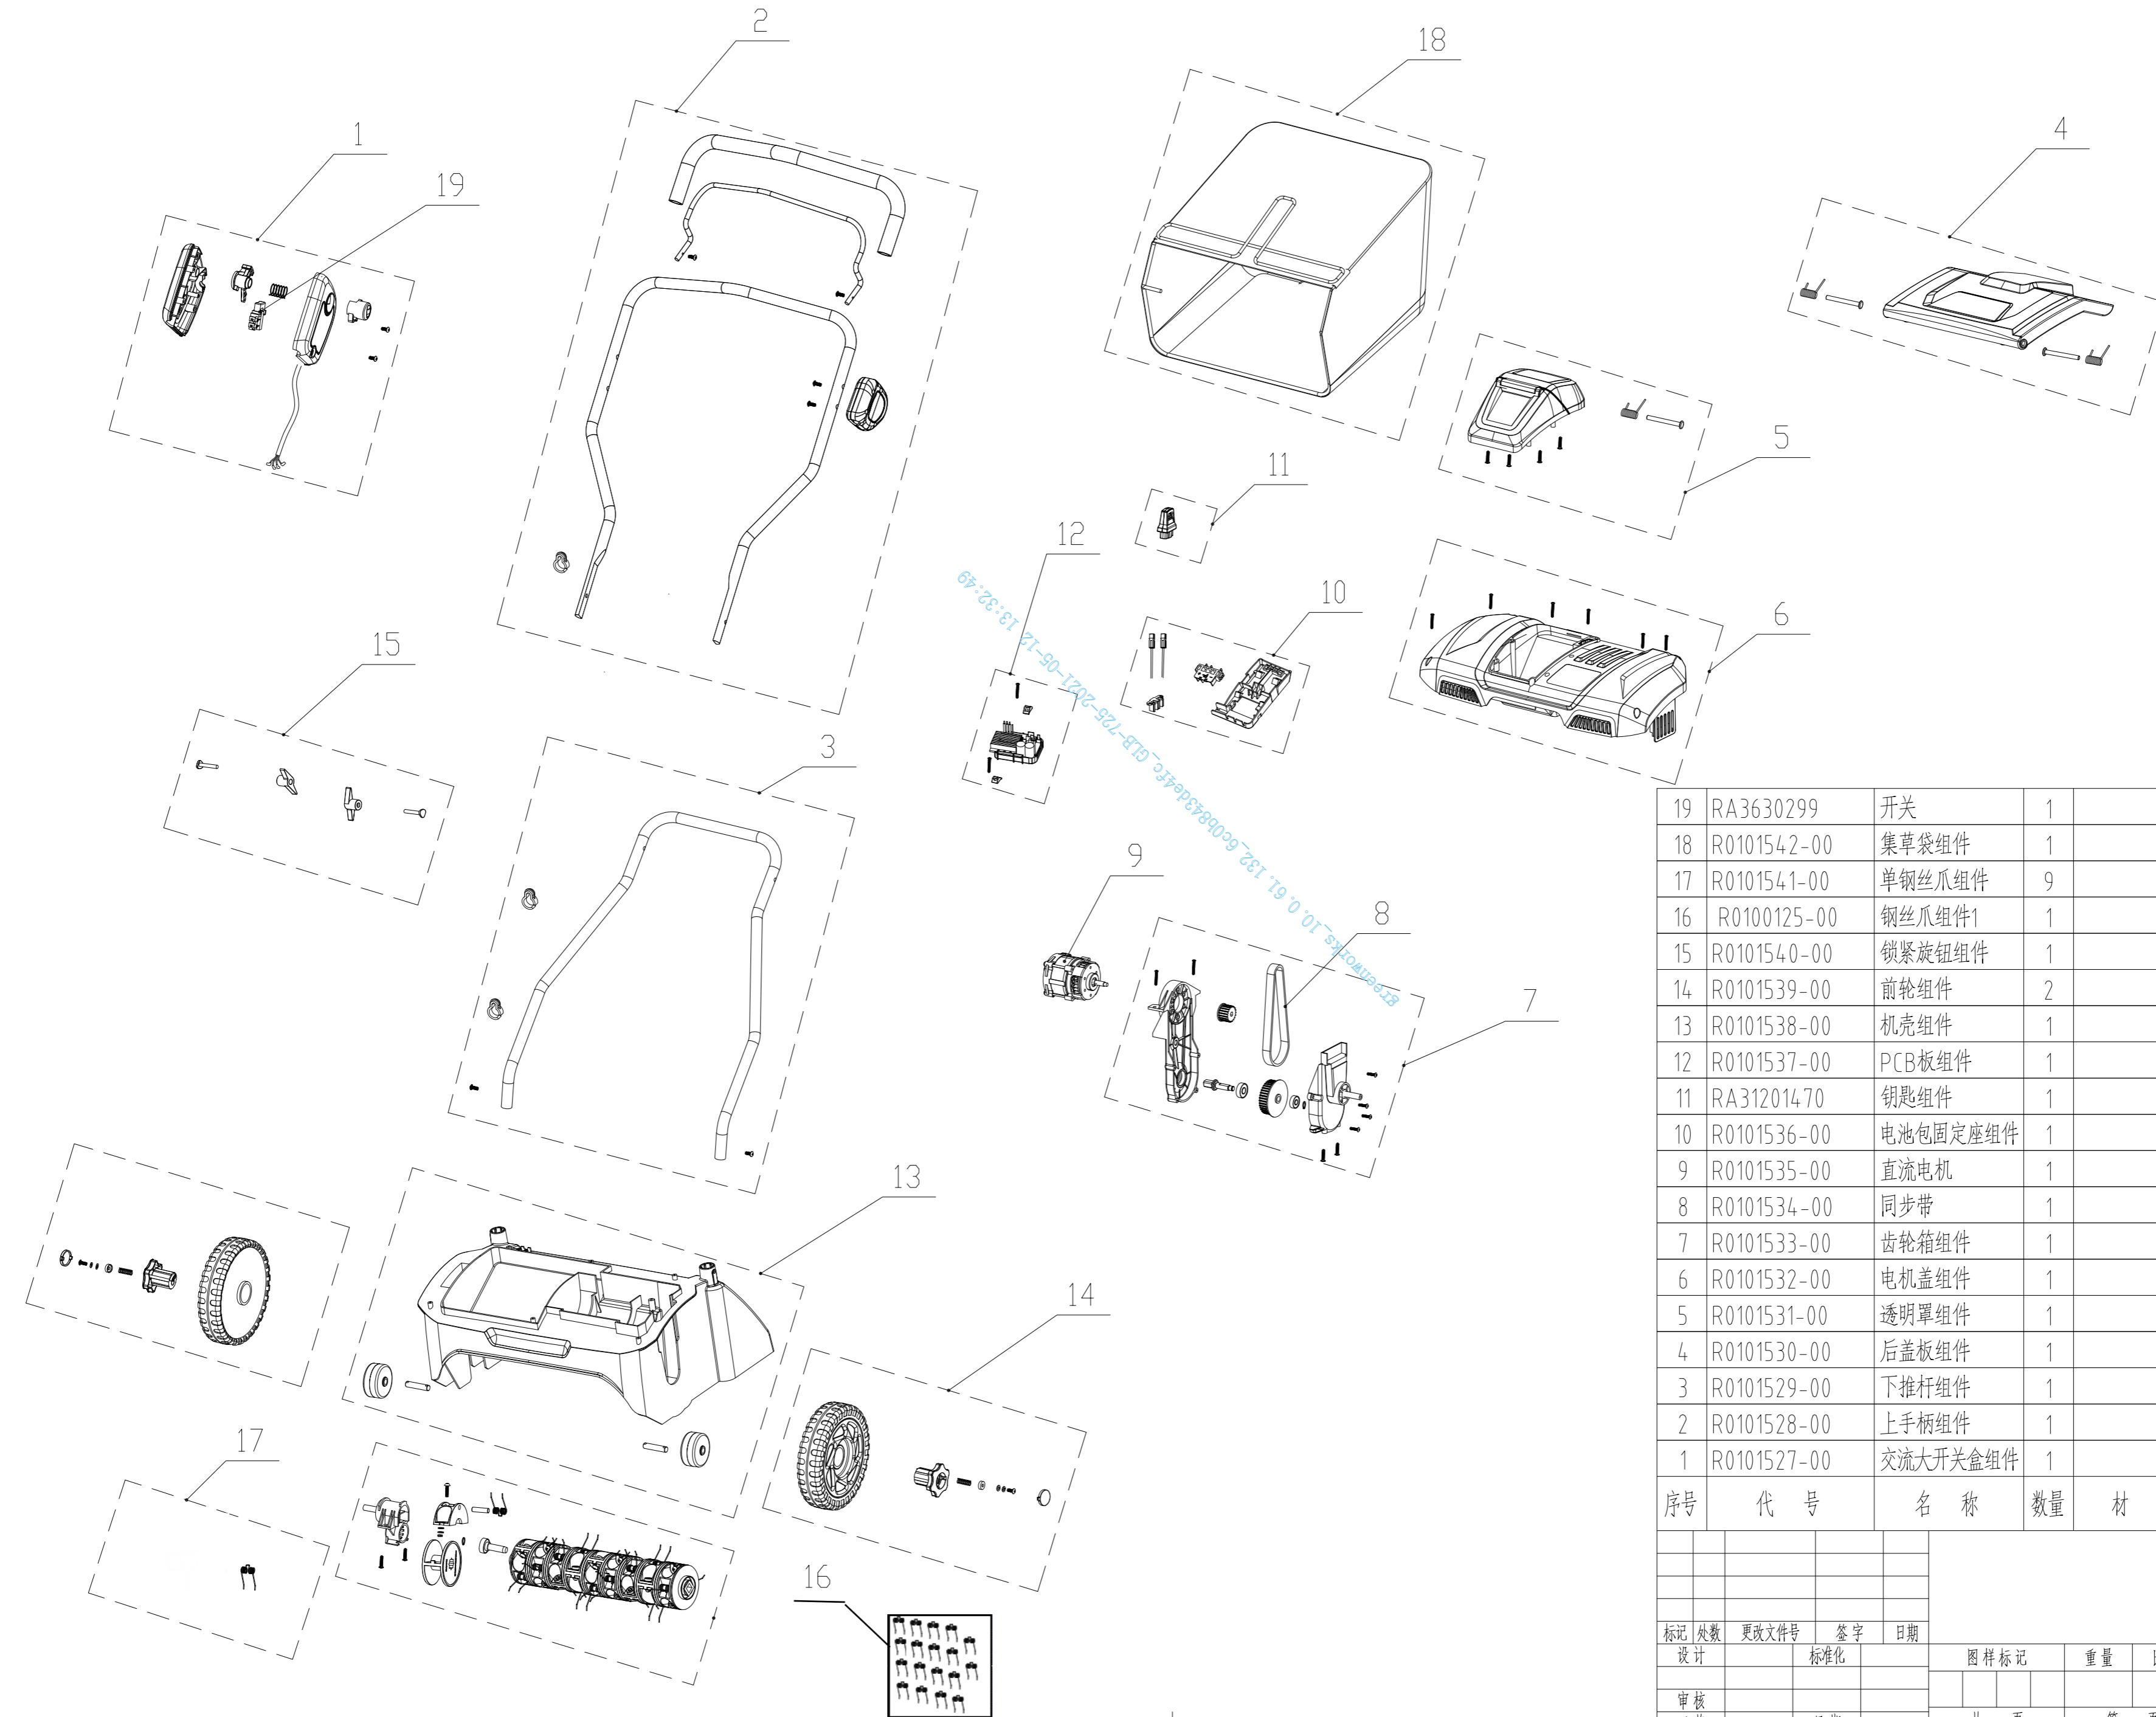 2
18
1
4
19
5
11
12
10
6
15
3
9
8
7
13
14
17
16
greenworks_10.0.61.132_6c0b843de4fc_GLB-725-2021-05-12 13:32:49
19 RA3630299 开关 1
18 R0101542-00 集草袋组件 1
17 R0101541-00 单钢丝爪组件 9
16 R0100125-00 钢丝爪组件1 1
15 R0101540-00 锁紧旋钮组件 1
14 R0101539-00 前轮组件 2
13 R0101538-00 机壳组件 1
12 R0101537-00 PCB板组件 1
11 RA31201470 钥匙组件 1
10 R0101536-00 电池包固定座组件 1
9 R0101535-00 直流电机 1
8 R0101534-00 同步带 1
7 R0101533-00 齿轮箱组件 1
6 R0101532-00 电机盖组件 1
5 R0101531-00 透明罩组件 1
4 R0101530-00 后盖板组件 1
3 R0101529-00 下推杆组件 1
2 R0101528-00 上手柄组件 1
1 R0101527-00 交流大开关盒组件 1
序号 代 号 名 称 数量 材
标记 处数 更改文件号 签字 日期
设计 标准化 图样标记 重量
审核